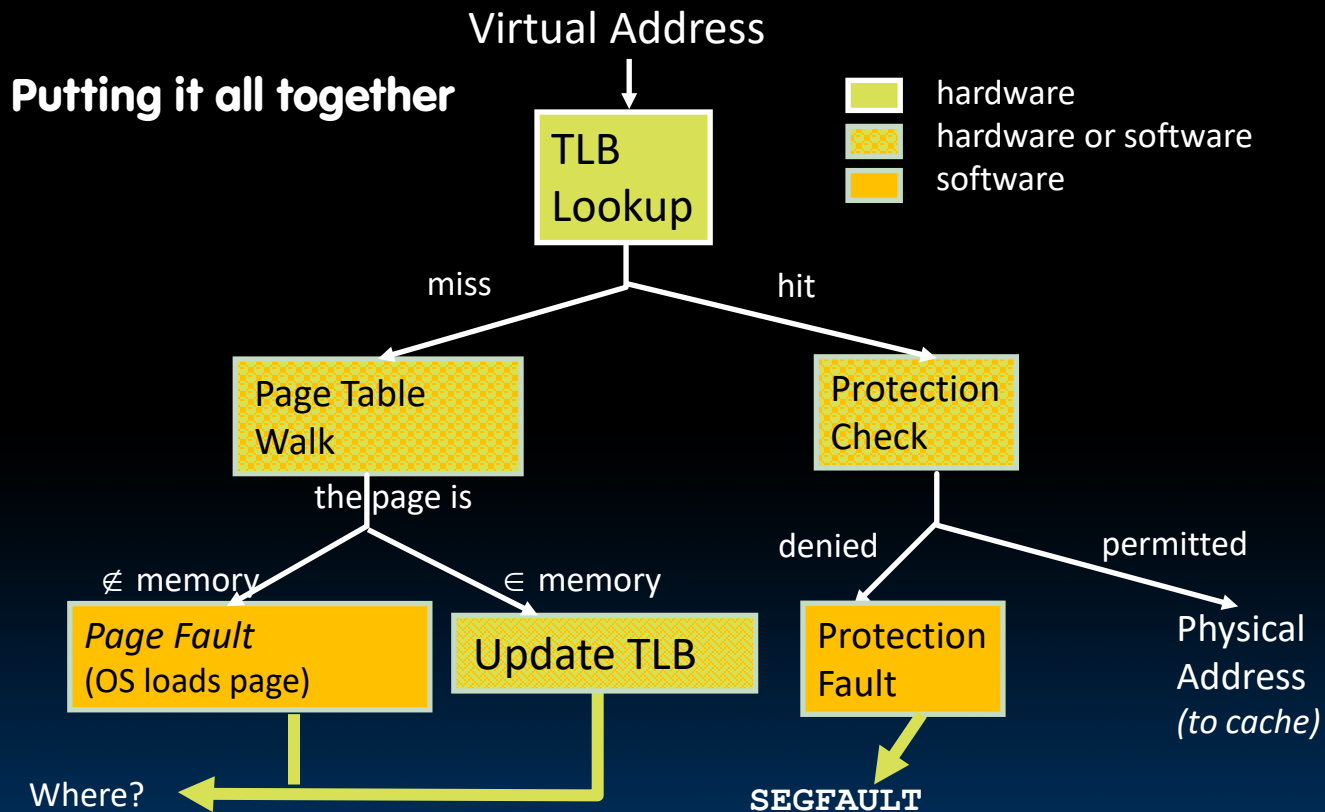 Virtual Address
Putting it all together
hardware
hardware or software
software
TLB
Lookup
miss
hit
Page Table
Walk
Protection
Check
the page is
denied
permitted
∉ memory
∈ memory
Page Fault
(OS loads page)
Update TLB
Protection
Fault
Physical
Address
(to cache)
Where?
SEGFAULT